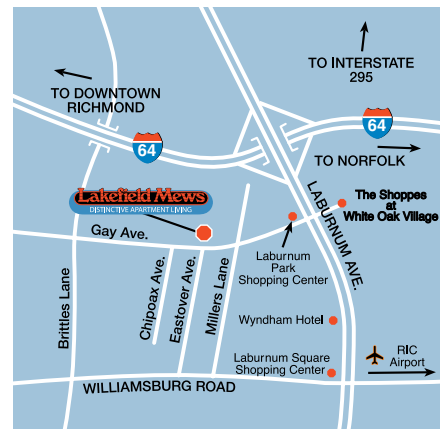 TO INTERSTATE
295
TO DOWNTOWN
RICHMOND
64
64
TO NORFOLK
Lakefield Mews
DISTINCTIVE APARTMENT LIVING
The Shoppes
at
White Oak Village
LABURNUM AVE.
Gay Ave.
Laburnum
Park
Shopping Center
Brittles Lane
Chipoax Ave.
Eastover Ave.
Millers Lane
Wyndham Hotel
Laburnum Square
Shopping Center
RIC
Airport
WILLIAMSBURG ROAD